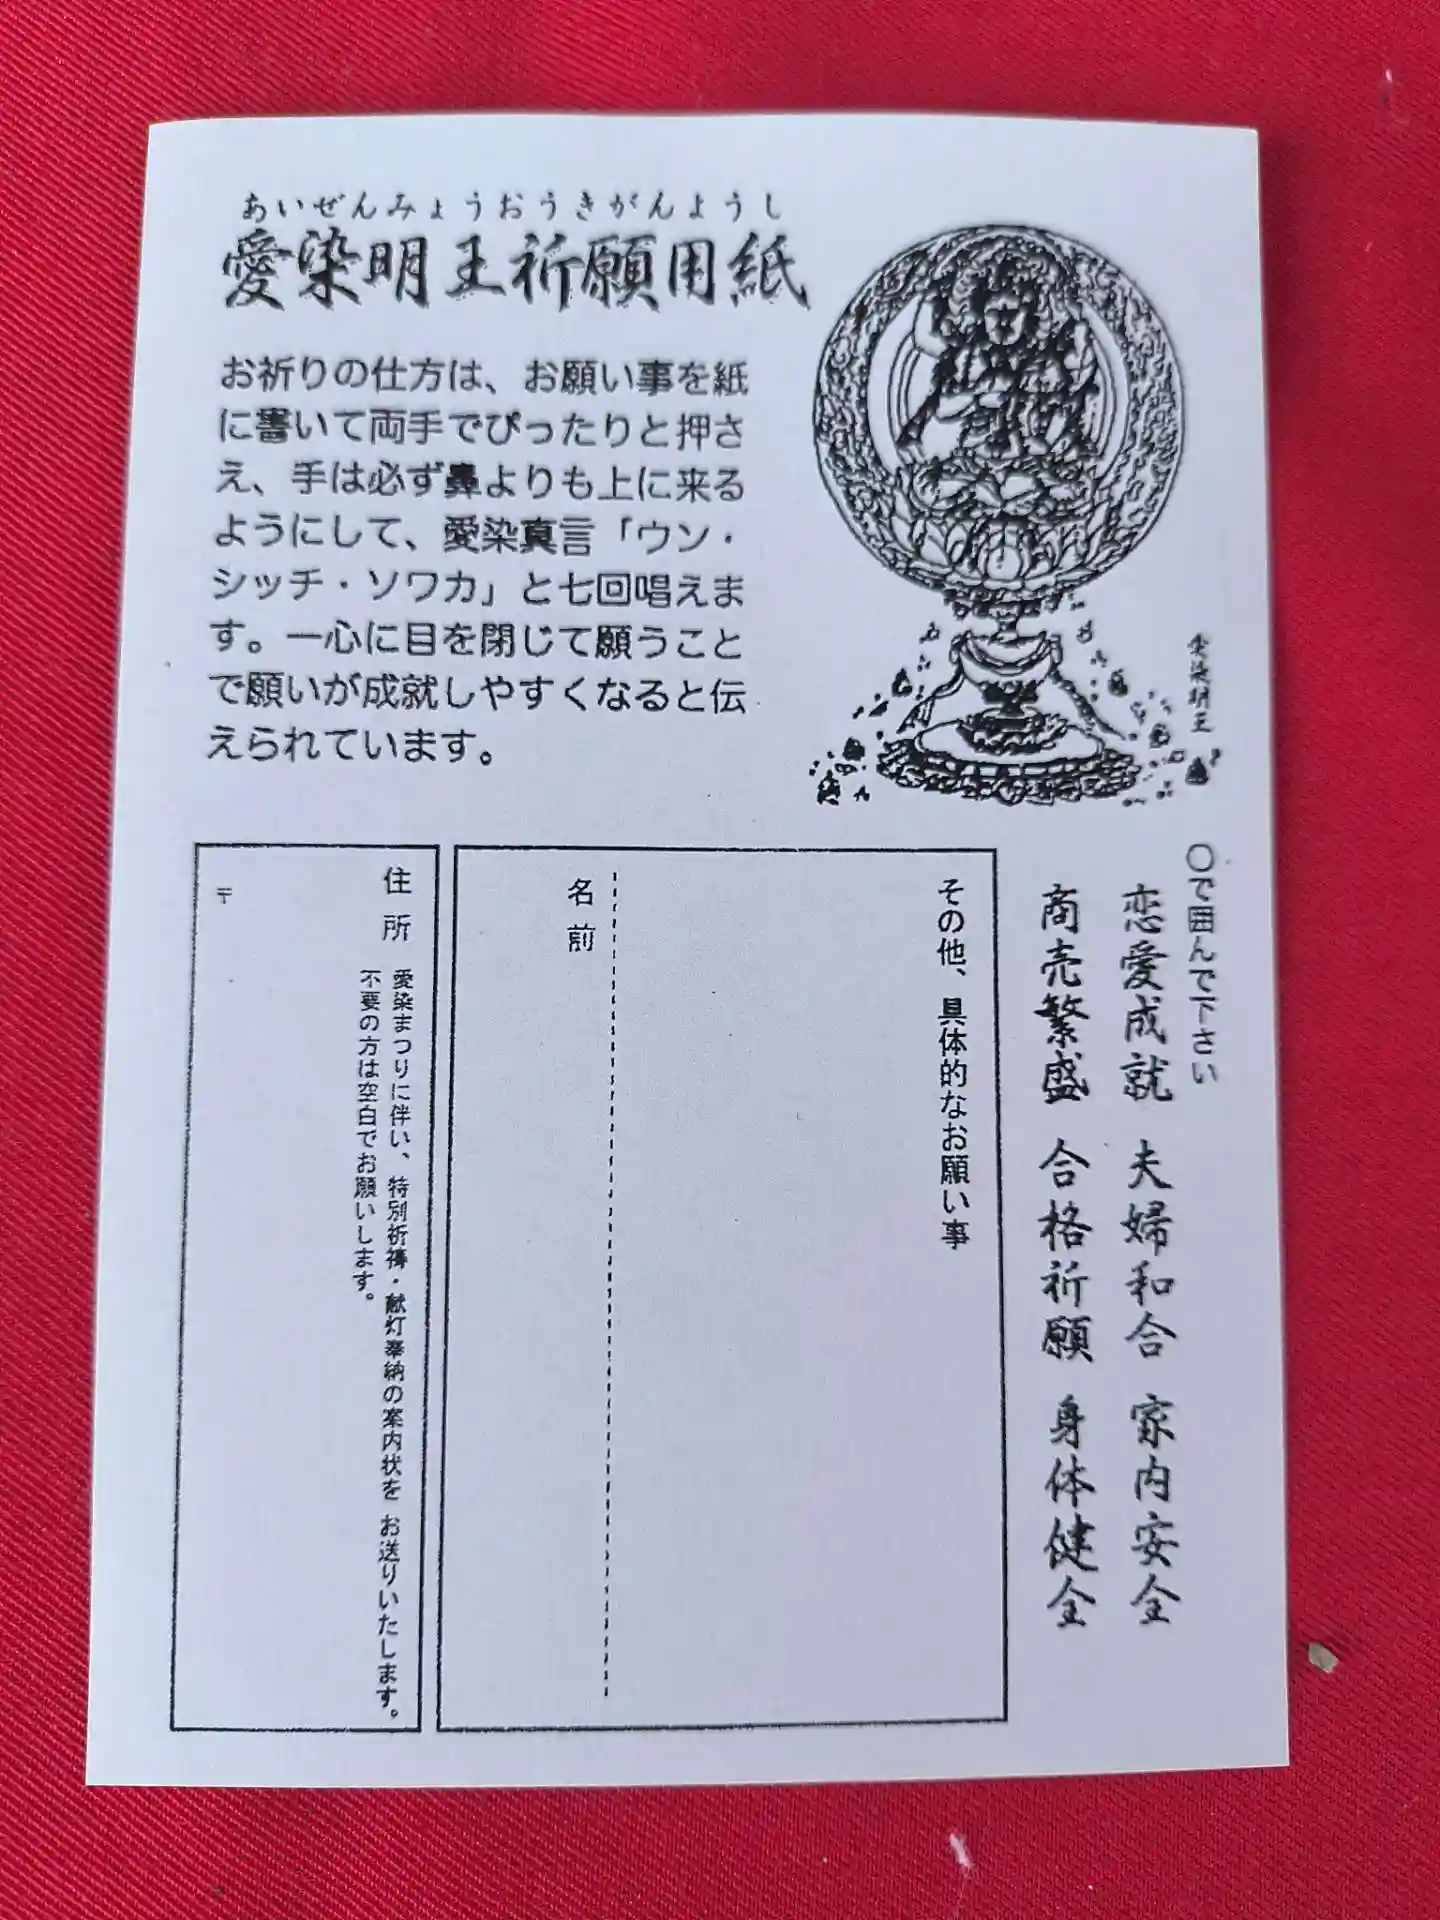 あいぜんみょうおうきがんようし
愛染明王祈願用紙
お祈りの仕方は、お願い事を紙
に書いて両手でぴったりと押さ
え、手は必ず鼻よりも上に来る
ようにして、愛染真言「ウン・
シッチ・ソワカ」と七回唱えま
す。一心に目を閉じて願うこと
で願いが成就しやすくなると伝
えられています。
愛染明王
〇で囲んで下さい
恋愛成就 夫婦和合 家内安全
商売繁盛 合格祈願 身体健全
その他、具体的なお願い事
名前
住所
愛染まつりに伴い、特別祈祷・献灯奉納の案内状を お送りいたします。
不要の方は空白でお願いします。
〒